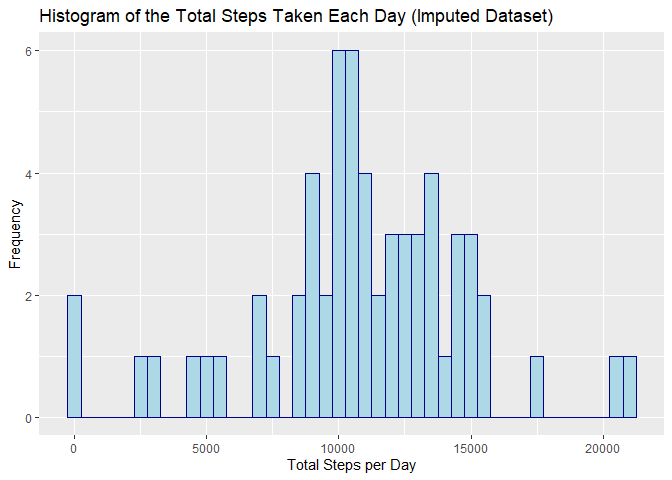 Histogram of the Total Steps Taken Each Day (Imputed Dataset)
6
4
2
0
Frequency
0 5000 10000 15000 20000
Total Steps per Day